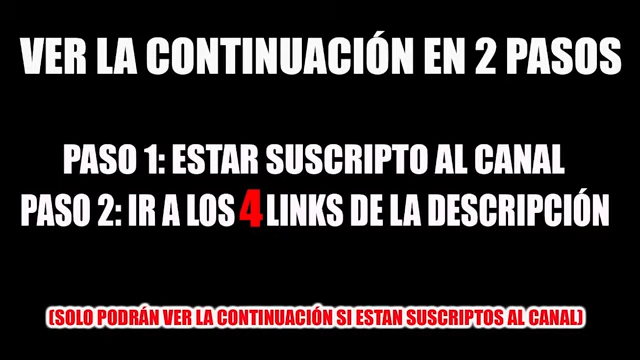 VER LA CONTINUACIÓN EN 2 PASOS
PASO 1: ESTAR SUSCRIPTO AL CANAL
PASO 2: IR A LOS 4 LINKS DE LA DESCRIPCIÓN
(SOLO PODRÁN VER LA CONTINUACIÓN SI ESTAN SUSCRIPTOS AL CANAL)